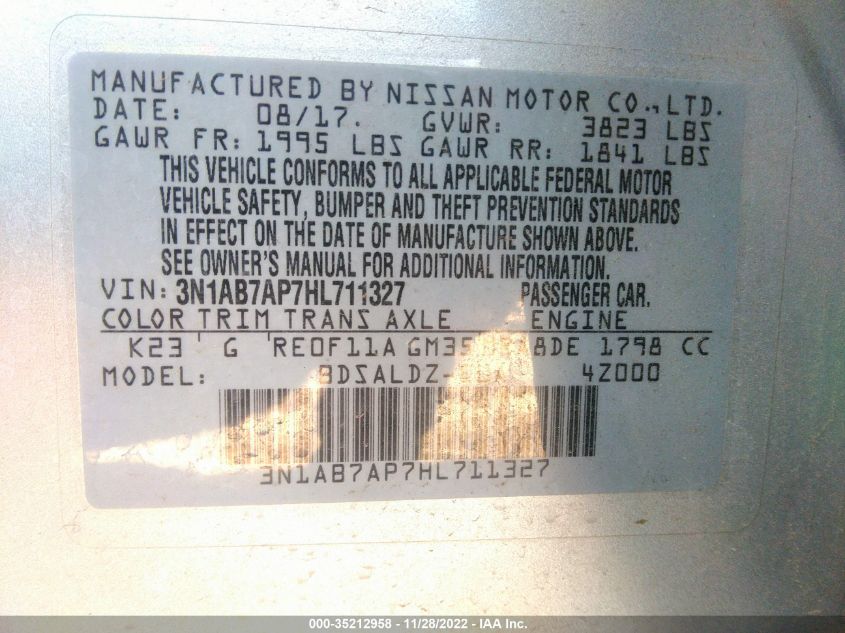 MANUFACTURED BY NISSAN MOTOR CO.,LTD.
DATE: 08/17. GVWR: 3823 LBS
GAWR FR: 1995 LBS GAWR RR: 1841 LBS
THIS VEHICLE CONFORMS TO ALL APPLICABLE FEDERAL MOTOR
VEHICLE SAFETY, BUMPER AND THEFT PREVENTION STANDARDS
IN EFFECT ON THE DATE OF MANUFACTURE SHOWN ABOVE.
SEE OWNER'S MANUAL FOR ADDITIONAL INFORMATION.
VIN: 3N1AB7AP7HL711327 PASSENGER CAR.
COLOR TRIM TRANS AXLE ENGINE
K23 G RE0F11A 1798 CC
MODEL: 4Z000
3N1AB7AP7HL711327
000-35212958 - 11/28/2022 - IAA Inc.